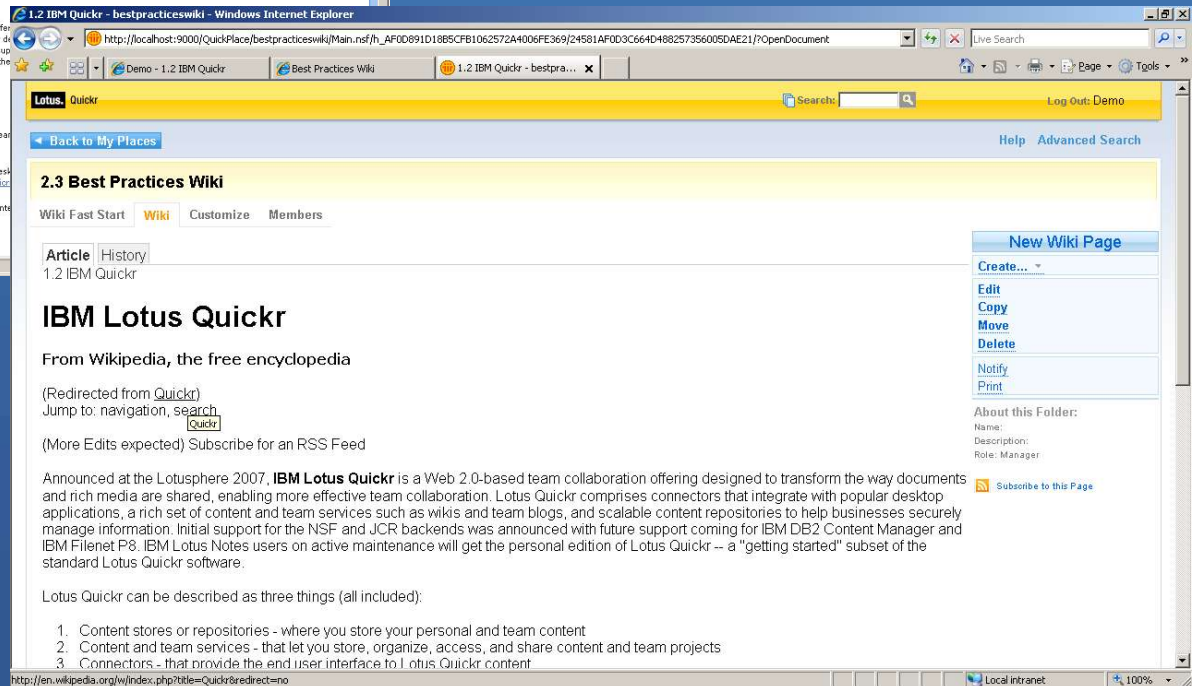 1.2 IBM Quickr - bestpracticeswiki - Windows Internet Explorer
http://localhost:9000/QuickPlace/bestpracticeswiki/Main.nsf/h_AF0D891D18B5CFB1062572A4006FE369/24581AF0D3C664D488257356005DAE21/?OpenDocument
Live Search
Demo - 1.2 IBM Quickr
Best Practices Wiki
1.2 IBM Quickr - bestpra...
Page
Tools
Lotus. Quickr
Search:
Log Out: Demo
Back to My Places
Help Advanced Search
2.3 Best Practices Wiki
Wiki Fast Start Wiki Customize Members
Article History
1.2 IBM Quickr
IBM Lotus Quickr
From Wikipedia, the free encyclopedia
(Redirected from Quickr)
Jump to: navigation, search
Quickr
(More Edits expected) Subscribe for an RSS Feed
Announced at the Lotusphere 2007, IBM Lotus Quickr is a Web 2.0-based team collaboration offering designed to transform the way documents
and rich media are shared, enabling more effective team collaboration. Lotus Quickr comprises connectors that integrate with popular desktop
applications, a rich set of content and team services such as wikis and team blogs, and scalable content repositories to help businesses securely
manage information. Initial support for the NSF and JCR backends was announced with future support coming for IBM DB2 Content Manager and
IBM Filenet P8. IBM Lotus Notes users on active maintenance will get the personal edition of Lotus Quickr -- a "getting started" subset of the
standard Lotus Quickr software.
Lotus Quickr can be described as three things (all included):
1. Content stores or repositories - where you store your personal and team content
2. Content and team services - that let you store, organize, access, and share content and team projects
3. Connectors - that provide the end user interface to Lotus Quickr content
New Wiki Page
Create...
Edit
Copy
Move
Delete
Notify
Print
About this Folder:
Name:
Description:
Role: Manager
Subscribe to this Page
http://en.wikipedia.org/w/index.php?title=Quickr&redirect=no
Local intranet
100%